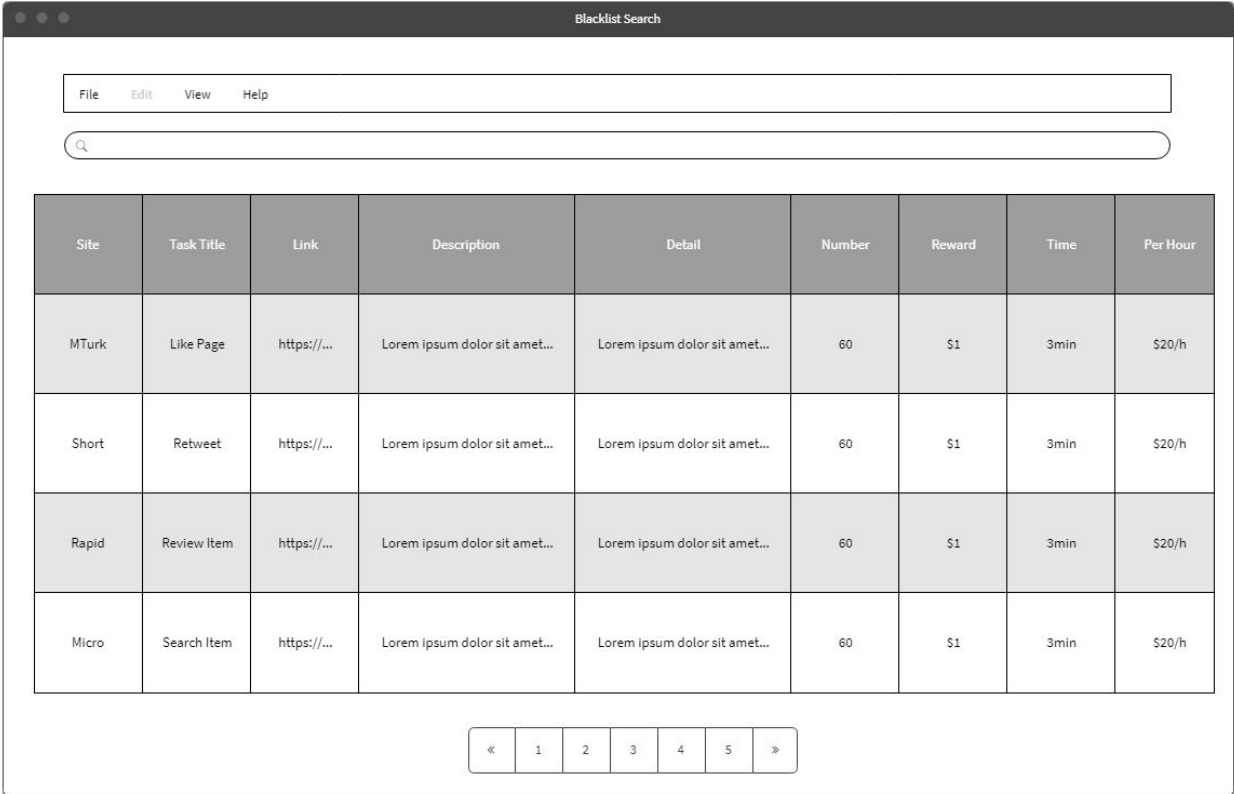 Blacklist Search
File Edit View Help
Site Task Title Link Description Detail Number Reward Time Per Hour
MTurk Like Page https://... Lorem ipsum dolor sit amet... Lorem ipsum dolor sit amet... 60 $1 3min $20/h
Short Retweet https://... Lorem ipsum dolor sit amet... Lorem ipsum dolor sit amet... 60 $1 3min $20/h
Rapid Review Item https://... Lorem ipsum dolor sit amet... Lorem ipsum dolor sit amet... 60 $1 3min $20/h
Micro Search Item https://... Lorem ipsum dolor sit amet... Lorem ipsum dolor sit amet... 60 $1 3min $20/h
« 1 2 3 4 5 »